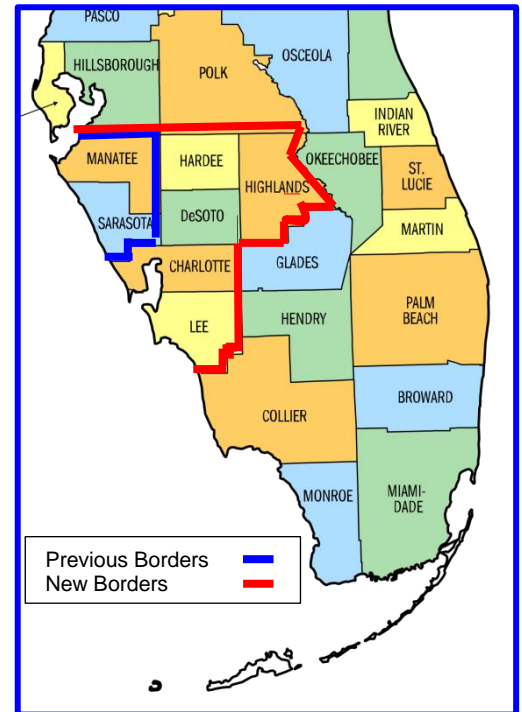 PASCO
OSCEOLA
HILLSBOROUGH
POLK
INDIAN
RIVER
MANATEE
HARDEE
OKEECHOBEE
ST.
LUCIE
HIGHLANDS
SARASOTA
DeSOTO
MARTIN
CHARLOTTE
GLADES
LEE
HENDRY
PALM
BEACH
COLLIER
BROWARD
MONROE
MIAMI-
DADE
Previous Borders
New Borders